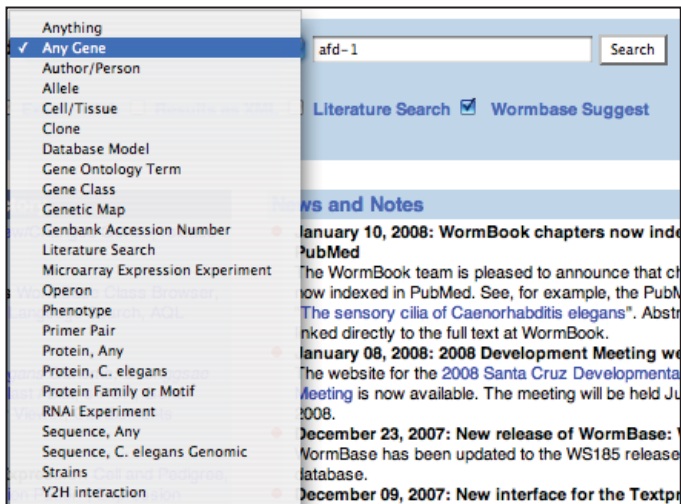 Anything
✓ Any Gene
Author/Person
Allele
Cell/Tissue
Clone
Database Model
Gene Ontology Term
Gene Class
Genetic Map
Genbank Accession Number
Literature Search
Microarray Expression Experiment
Operon
Phenotype
Primer Pair
Protein, Any
Protein, C. elegans
Protein Family or Motif
RNAi Experiment
Sequence, Any
Sequence, C. elegans Genomic
Strains
Y2H interaction
afd-1
Search
Literature Search
Wormbase Suggest
ws and Notes
January 10, 2008: WormBook chapters now inde
PubMed
The WormBook team is pleased to announce that ch
now indexed in PubMed. See, for example, the PubM
"The sensory cilia of Caenorhabditis elegans". Abstr
nked directly to the full text at WormBook.
January 08, 2008: 2008 Development Meeting we
The website for the 2008 Santa Cruz Developmenta
Meeting is now available. The meeting will be held Ju
2008.
December 23, 2007: New release of WormBase: W
WormBase has been updated to the WS185 release
database.
December 09, 2007: New interface for the Textpr